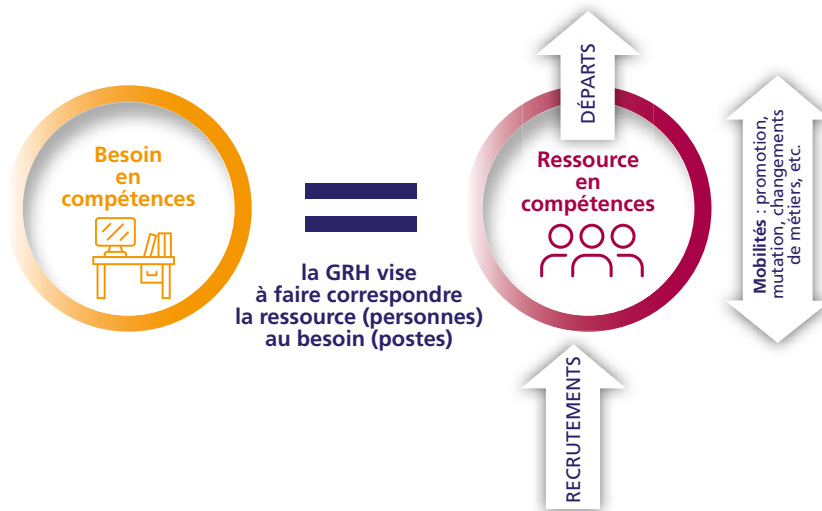 Besoin
en
compétences
la GRH vise
à faire correspondre
la ressource (personnes)
au besoin (postes)
DÉPARTS
Ressource
en
compétences
RECRUTEMENTS
Mobilités : promotion,
mutation, changements
de métiers, etc.